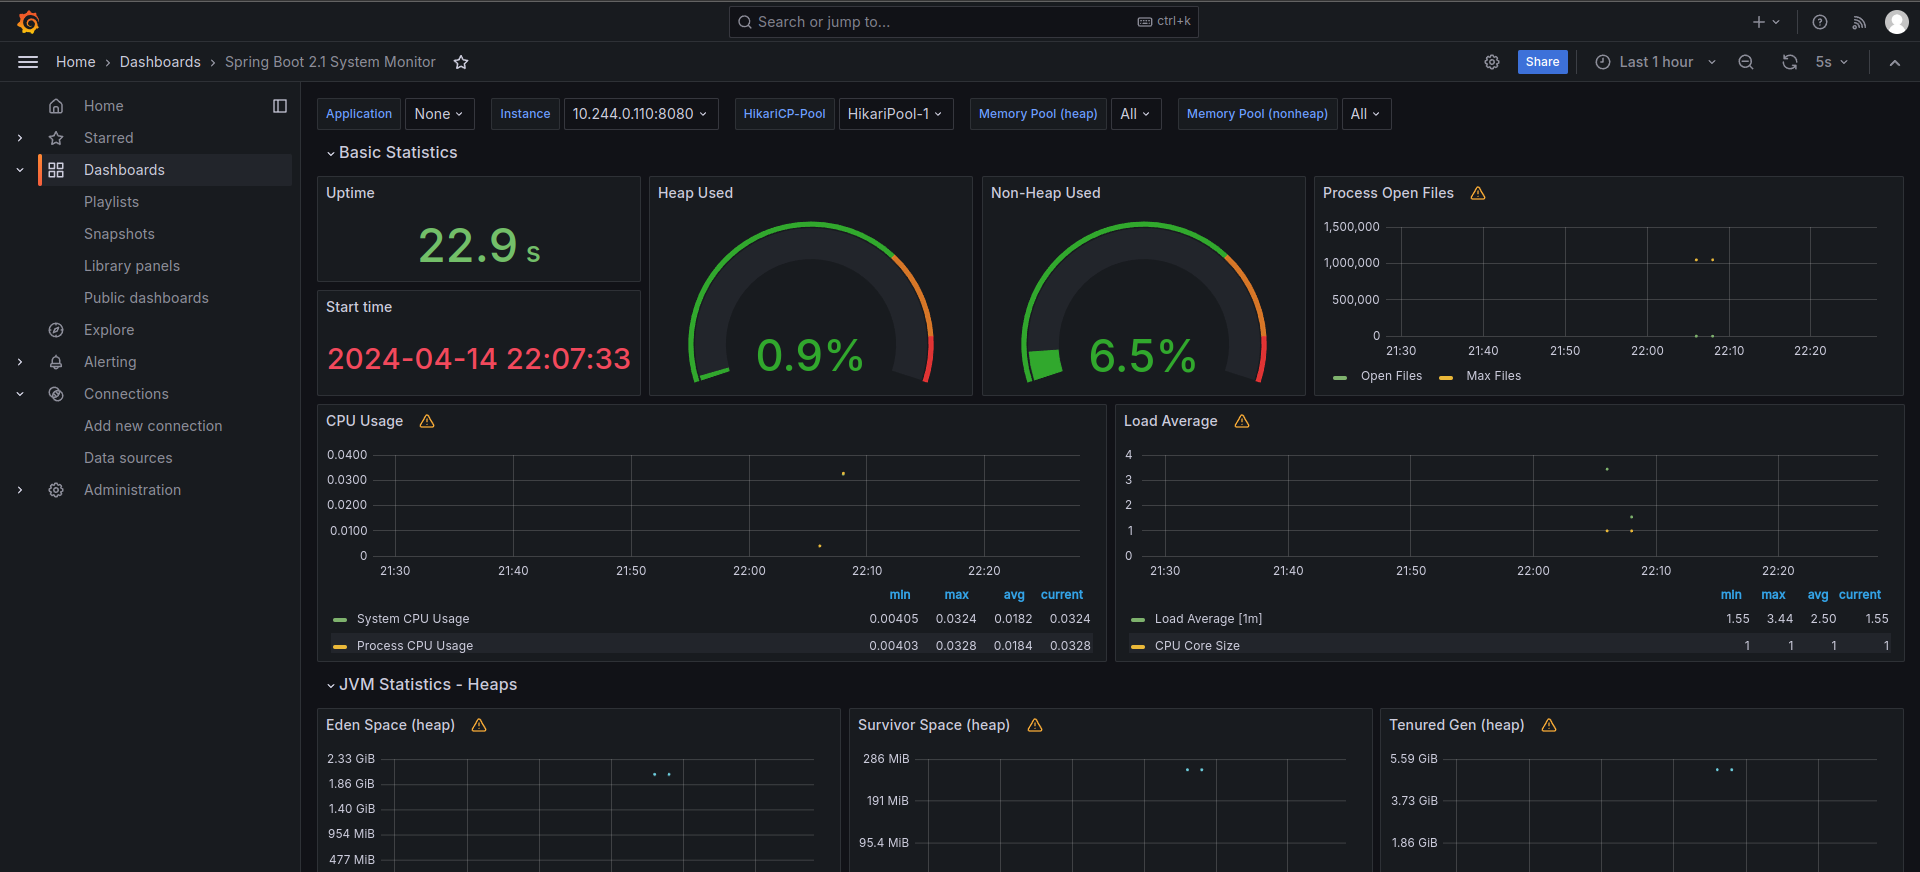 Search or jump to...
ctrl+k
Home
Dashboards
Spring Boot 2.1 System Monitor
Share
Last 1 hour
5s
Home
Starred
Dashboards
Playlists
Snapshots
Library panels
Public dashboards
Explore
Alerting
Connections
Add new connection
Data sources
Administration
Application None Instance 10.244.0.110:8080 HikariCP-Pool HikariPool-1 Memory Pool (heap) All Memory Pool (nonheap) All
Basic Statistics
Uptime
22.9 s
Start time
2024-04-14 22:07:33
Heap Used
0.9%
Non-Heap Used
6.5%
Process Open Files
1,500,000
1,000,000
500,000
0
21:30 21:40 21:50 22:00 22:10 22:20
Open Files Max Files
CPU Usage
0.0400
0.0300
0.0200
0.0100
0
21:30 21:40 21:50 22:00 22:10 22:20
min max avg current
System CPU Usage 0.00405 0.0324 0.0182 0.0324
Process CPU Usage 0.00403 0.0328 0.0184 0.0328
Load Average
4
3
2
1
0
21:30 21:40 21:50 22:00 22:10 22:20
min max avg current
Load Average [1m] 1.55 3.44 2.50 1.55
CPU Core Size 1 1 1 1
JVM Statistics - Heaps
Eden Space (heap)
2.33 GiB
1.86 GiB
1.40 GiB
954 MiB
477 MiB
Survivor Space (heap)
286 MiB
191 MiB
95.4 MiB
Tenured Gen (heap)
5.59 GiB
3.73 GiB
1.86 GiB